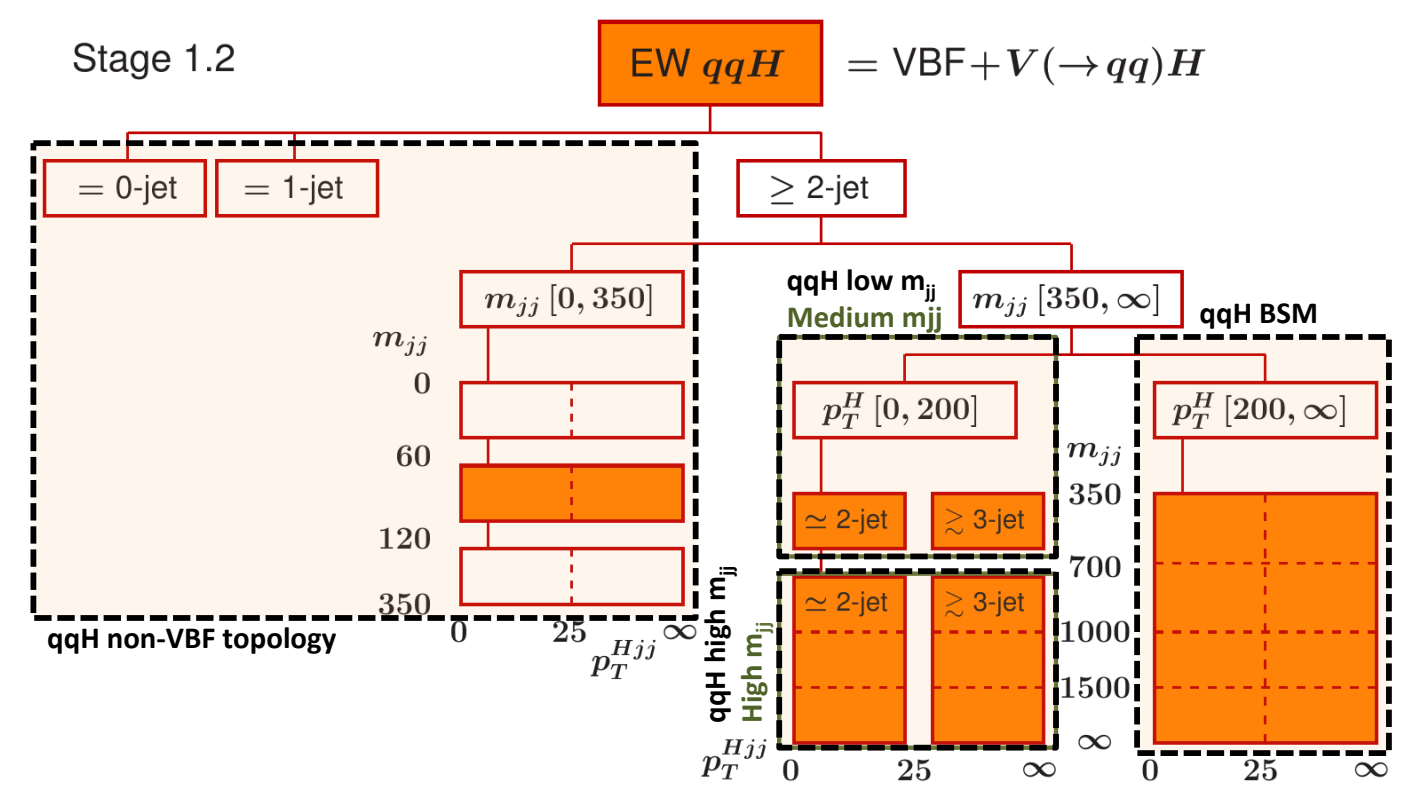 Stage 1.2
EW qqH
= VBF+V(→qq)H
= 0-jet
= 1-jet
≥ 2-jet
m_jj [0, 350]
qqH low m_jj
Medium mjj
m_jj [350, ∞]
qqH BSM
m_jj
0
60
120
350
0 25 ∞
p_T^Hjj
qqH non-VBF topology
p_T^H [0, 200]
p_T^H [200, ∞]
≃ 2-jet
≳ 3-jet
≃ 2-jet
≳ 3-jet
qqH high m_jj
High m_jj
m_jj
350
700
1000
1500
∞
p_T^Hjj
0 25 ∞
0 25 ∞